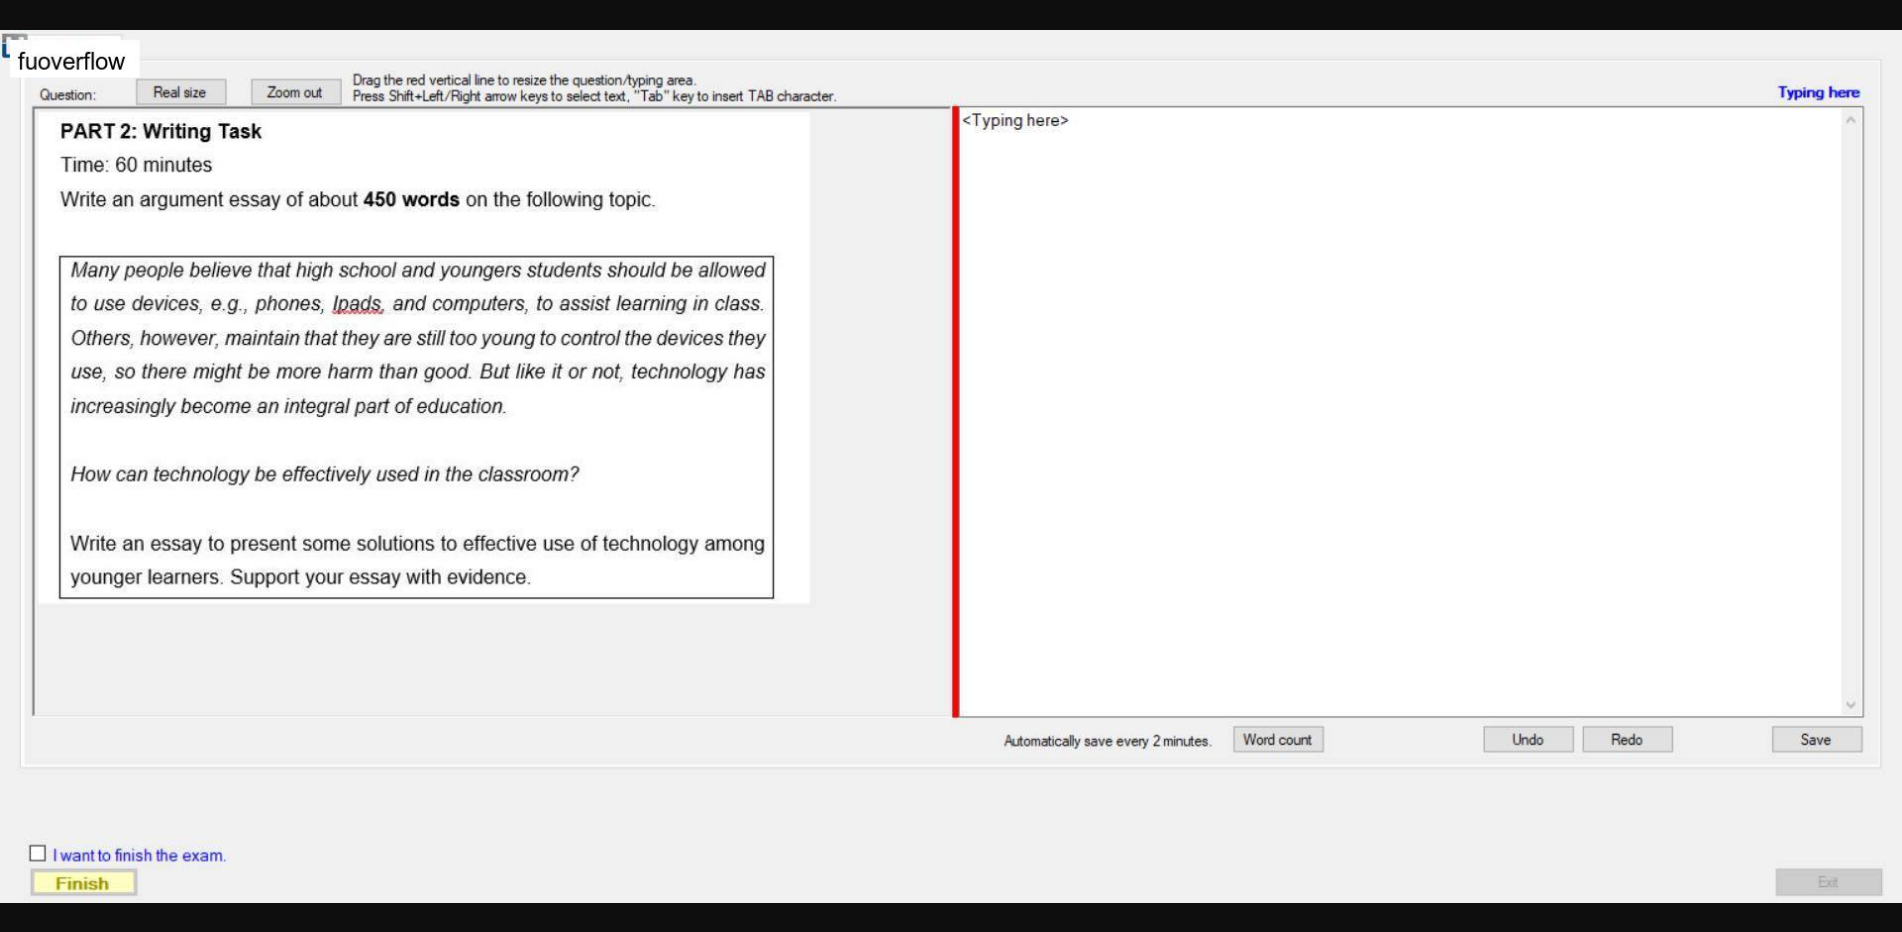 fuoverflow
Question:
Real size
Zoom out
Drag the red vertical line to resize the question/typing area.
Press Shift+Left/Right arrow keys to select text, "Tab" key to insert TAB character.
Typing here
PART 2: Writing Task
Time: 60 minutes
Write an argument essay of about 450 words on the following topic.
Many people believe that high school and youngers students should be allowed
to use devices, e.g., phones, Ipads, and computers, to assist learning in class.
Others, however, maintain that they are still too young to control the devices they
use, so there might be more harm than good. But like it or not, technology has
increasingly become an integral part of education.
How can technology be effectively used in the classroom?
Write an essay to present some solutions to effective use of technology among
younger learners. Support your essay with evidence.
<Typing here>
Automatically save every 2 minutes.
Word count
Undo
Redo
Save
I want to finish the exam.
Finish
Exit